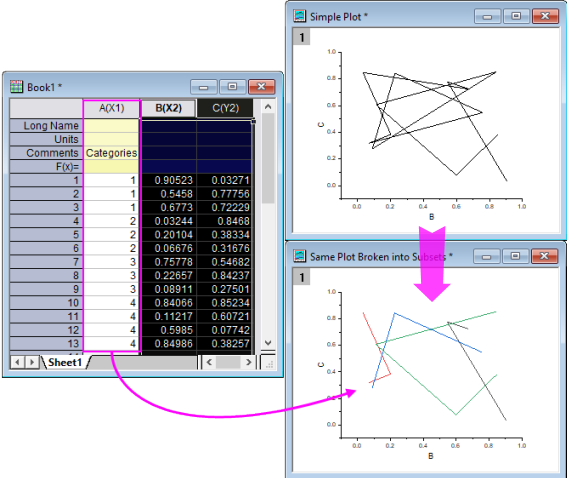 Simple Plot *
1
1.0
0.8
0.6
0.4
0.2
0.0
C
0.0 0.2 0.4 0.6 0.8 1.0
B
Book1 *
A(X1) B(X2) C(Y2)
Long Name
Units
Comments Categories
F(x)=
1 1 0.90523 0.03271
2 1 0.5458 0.77756
3 1 0.6773 0.72229
4 2 0.03244 0.8468
5 2 0.20104 0.38334
6 2 0.06676 0.31676
7 3 0.75778 0.54682
8 3 0.22657 0.84237
9 3 0.08911 0.27501
10 4 0.84066 0.85234
11 4 0.11217 0.60721
12 4 0.5985 0.07742
13 4 0.84986 0.38257
Sheet1
Same Plot Broken into Subsets *
1
1.0
0.8
0.6
0.4
0.2
0.0
C
0.0 0.2 0.4 0.6 0.8 1.0
B